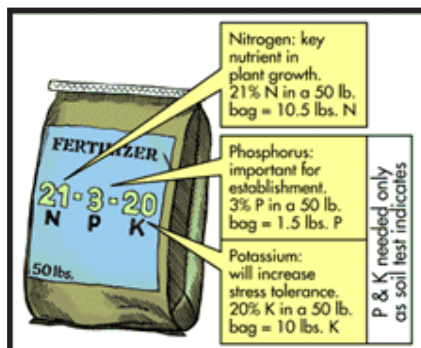 FERTILIZER
21-3-20
N P K
50 lbs.
Nitrogen: key
nutrient in
plant growth.
21% N in a 50 lb.
bag = 10.5 lbs. N
Phosphorus:
important for
establishment.
3% P in a 50 lb.
bag = 1.5 lbs. P
Potassium:
will increase
stress tolerance.
20% K in a 50 lb.
bag = 10 lbs. K
P & K needed only
as soil test indicates